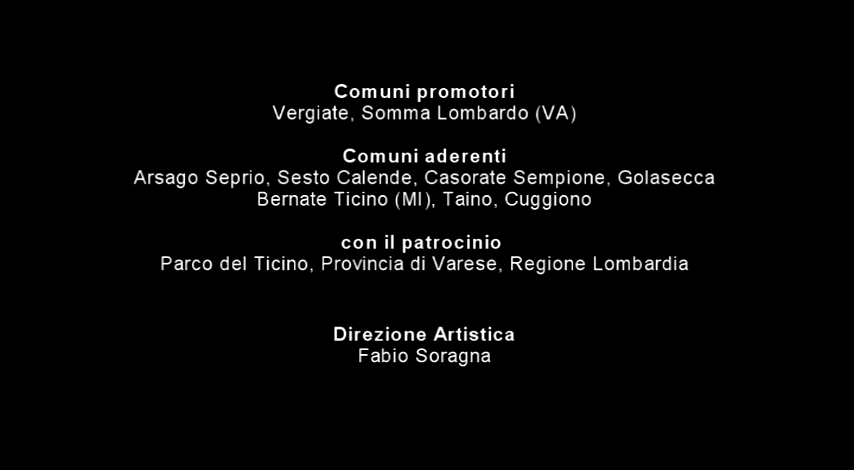 Comuni promotori
Vergiate, Somma Lombardo (VA)
Comuni aderenti
Arsago Seprio, Sesto Calende, Casorate Sempione, Golasecca
Bernate Ticino (MI), Taino, Cuggiono
con il patrocinio
Parco del Ticino, Provincia di Varese, Regione Lombardia
Direzione Artistica
Fabio Soragna